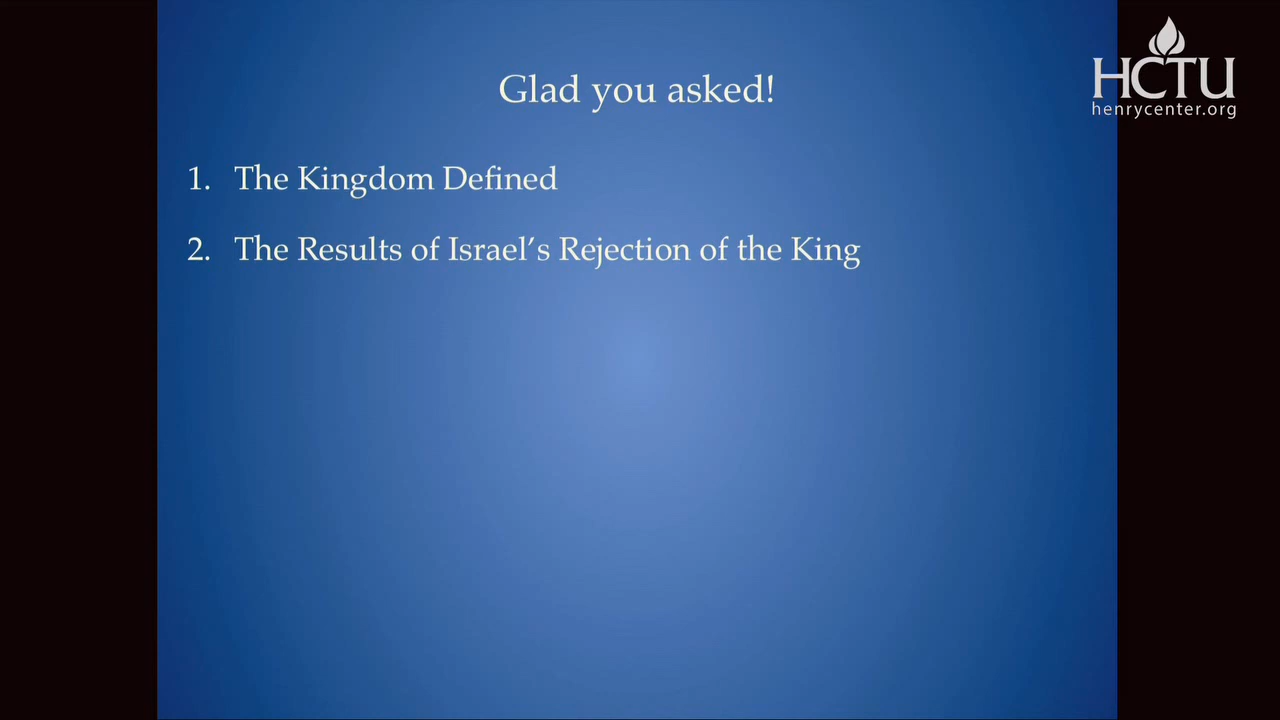 Glad you asked!
HCTU
henrycenter.org
1. The Kingdom Defined
2. The Results of Israel’s Rejection of the King